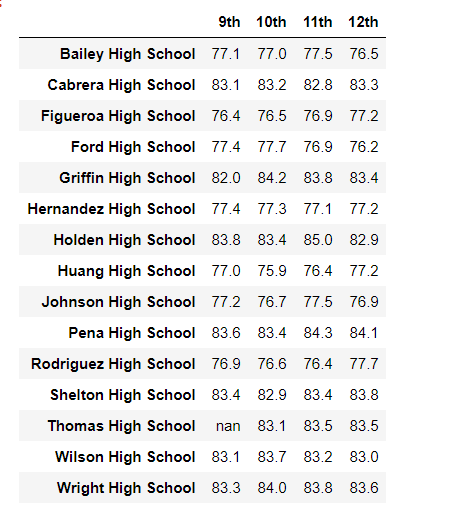 9th 10th 11th 12th
Bailey High School 77.1 77.0 77.5 76.5
Cabrera High School 83.1 83.2 82.8 83.3
Figueroa High School 76.4 76.5 76.9 77.2
Ford High School 77.4 77.7 76.9 76.2
Griffin High School 82.0 84.2 83.8 83.4
Hernandez High School 77.4 77.3 77.1 77.2
Holden High School 83.8 83.4 85.0 82.9
Huang High School 77.0 75.9 76.4 77.2
Johnson High School 77.2 76.7 77.5 76.9
Pena High School 83.6 83.4 84.3 84.1
Rodriguez High School 76.9 76.6 76.4 77.7
Shelton High School 83.4 82.9 83.4 83.8
Thomas High School nan 83.1 83.5 83.5
Wilson High School 83.1 83.7 83.2 83.0
Wright High School 83.3 84.0 83.8 83.6